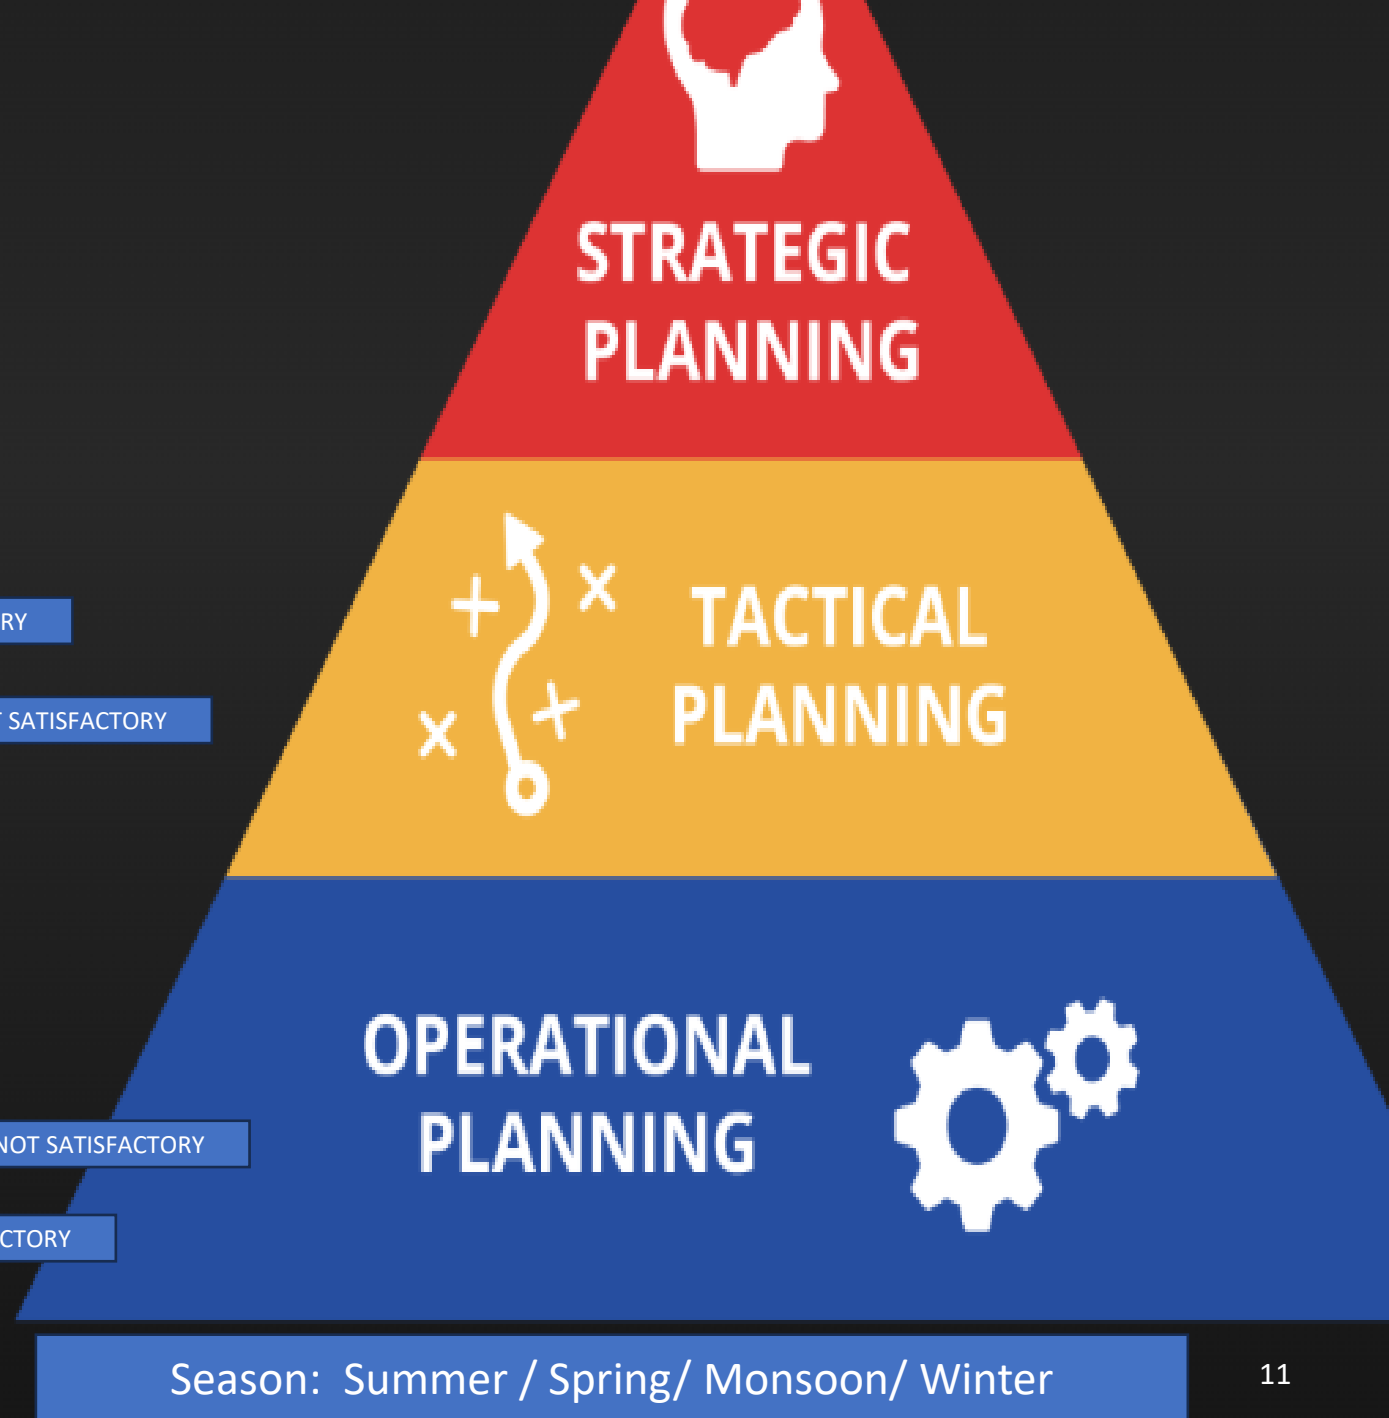 STRATEGIC
PLANNING
RY
SATISFACTORY
TACTICAL
PLANNING
OPERATIONAL
PLANNING
NOT SATISFACTORY
CTORY
Season: Summer / Spring/ Monsoon/ Winter
11